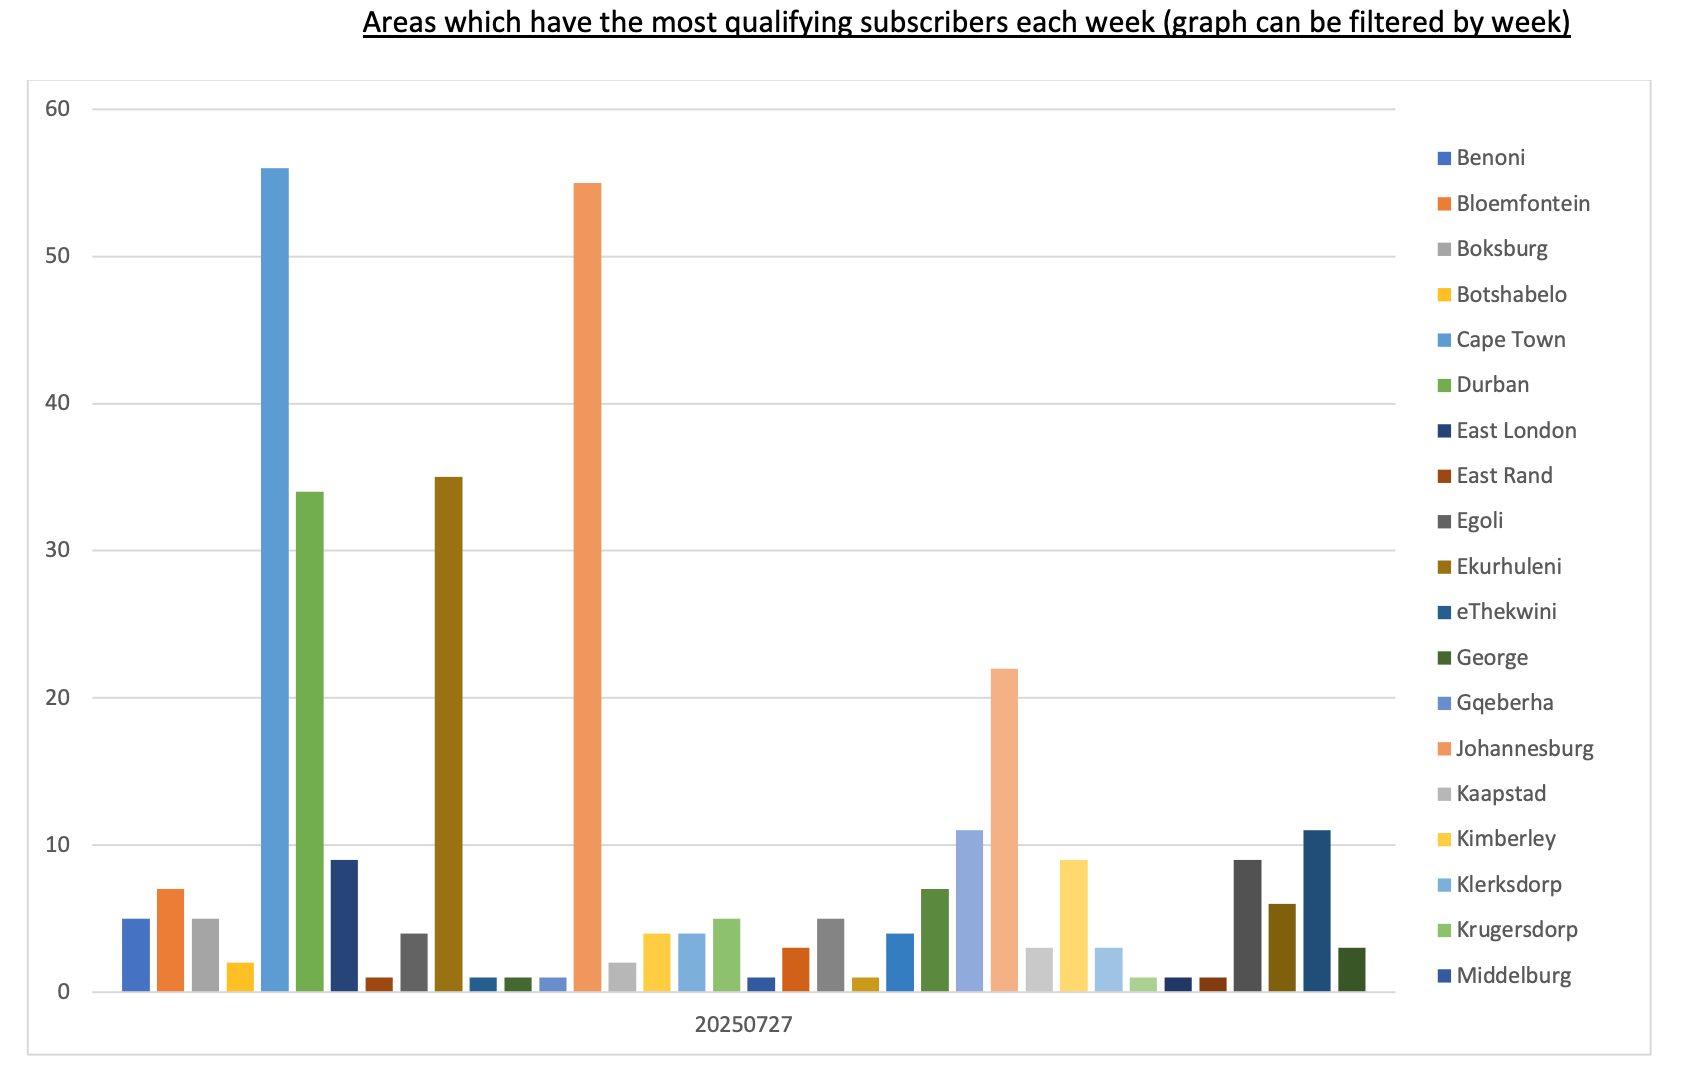 Areas which have the most qualifying subscribers each week (graph can be filtered by week)
60
50
40
30
20
10
0
20250727
Benoni
Bloemfontein
Boksburg
Botshabelo
Cape Town
Durban
East London
East Rand
Egoli
Ekurhuleni
eThekwini
George
Gqeberha
Johannesburg
Kaapstad
Kimberley
Klerksdorp
Krugersdorp
Middelburg